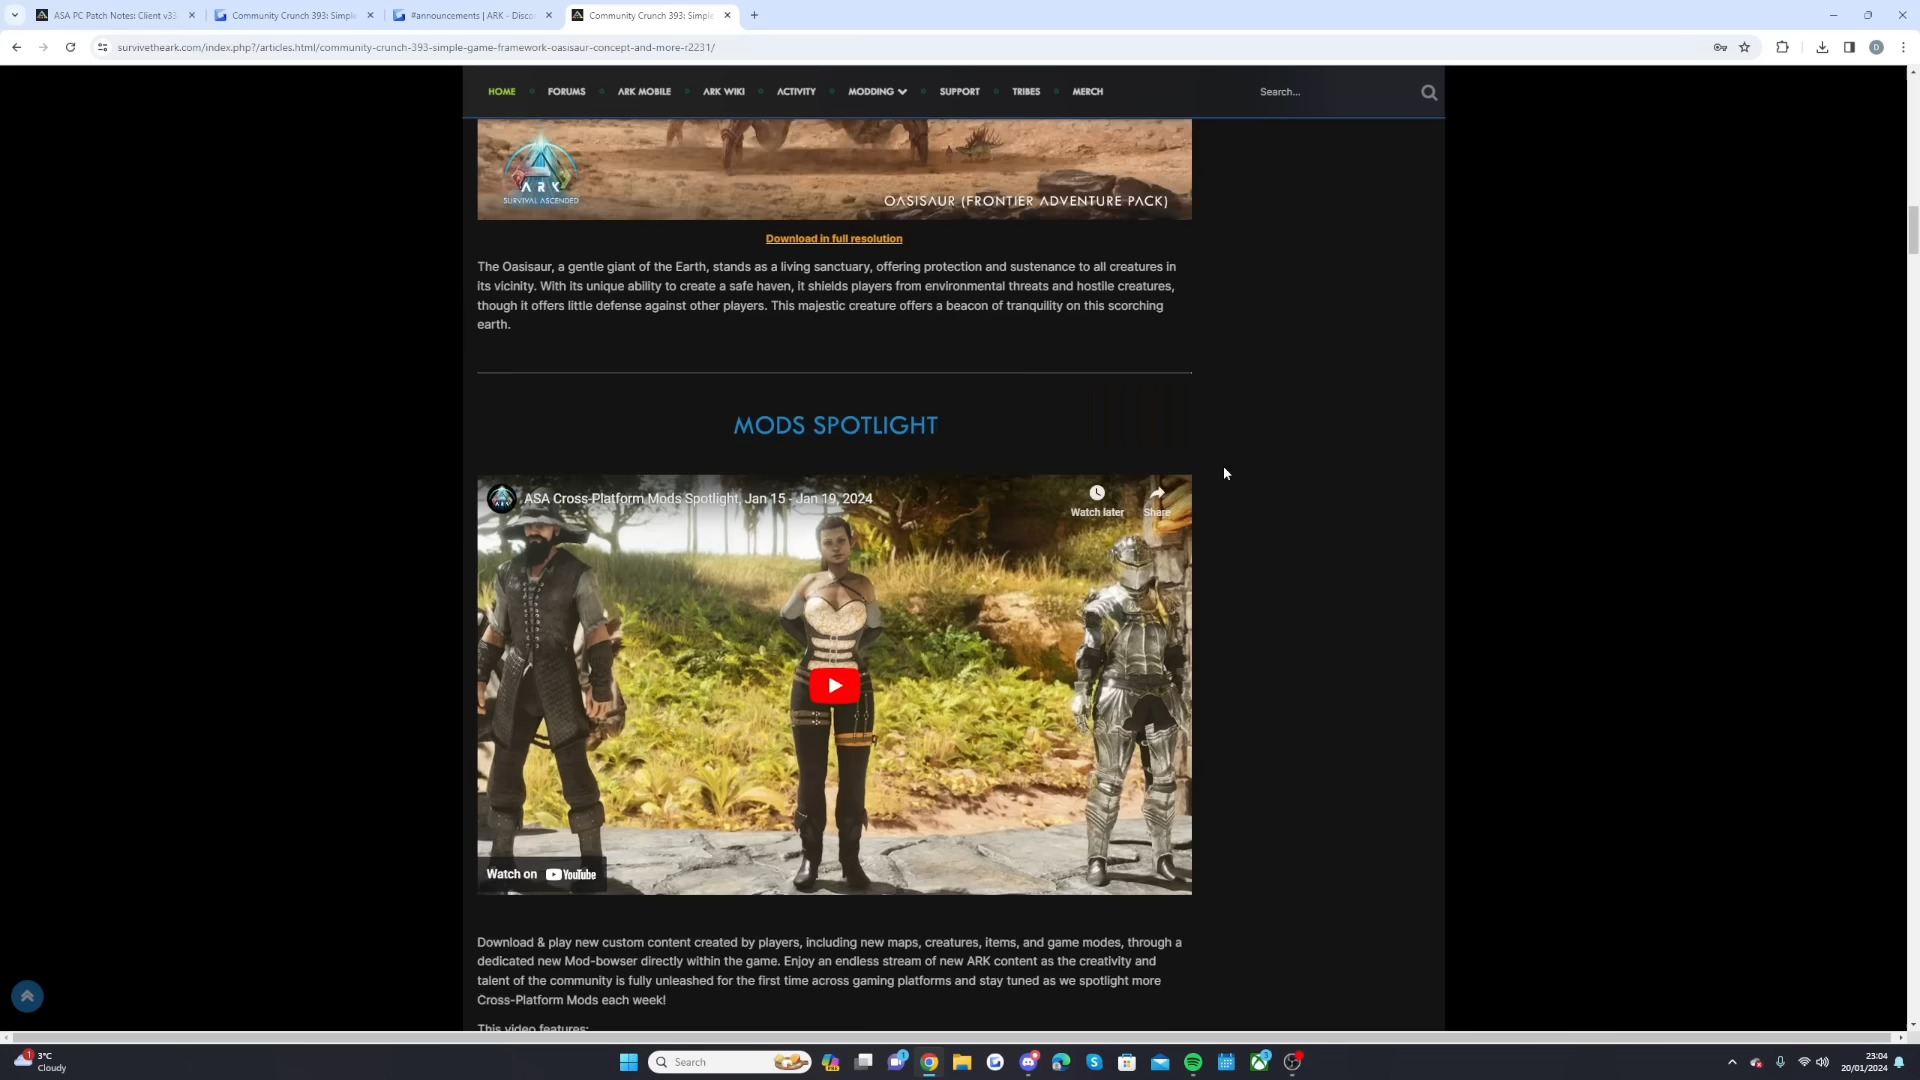 ASA PC Patch Notes: Client v33
Community Crunch 393: Simple
#announcements | ARK - Disco
Community Crunch 393: Simple
survivetheark.com/index.php?/articles.html/community-crunch-393-simple-game-framework-oasisaur-concept-and-more-r2231/
HOME
FORUMS
ARK MOBILE
ARK WIKI
ACTIVITY
MODDING
SUPPORT
TRIBES
MERCH
Search...
ARK
SURVIVAL ASCENDED
OASISAUR (FRONTIER ADVENTURE PACK)
Download in full resolution
The Oasisaur, a gentle giant of the Earth, stands as a living sanctuary, offering protection and sustenance to all creatures in
its vicinity. With its unique ability to create a safe haven, it shields players from environmental threats and hostile creatures,
though it offers little defense against other players. This majestic creature offers a beacon of tranquility on this scorching
earth.
MODS SPOTLIGHT
ASA Cross-Platform Mods Spotlight, Jan 15 - Jan 19, 2024
Watch later
Share
Watch on YouTube
Download & play new custom content created by players, including new maps, creatures, items, and game modes, through a
dedicated new Mod-bowser directly within the game. Enjoy an endless stream of new ARK content as the creativity and
talent of the community is fully unleashed for the first time across gaming platforms and stay tuned as we spotlight more
Cross-Platform Mods each week!
This video features:
1
3°C
Cloudy
Search
23:04
20/01/2024